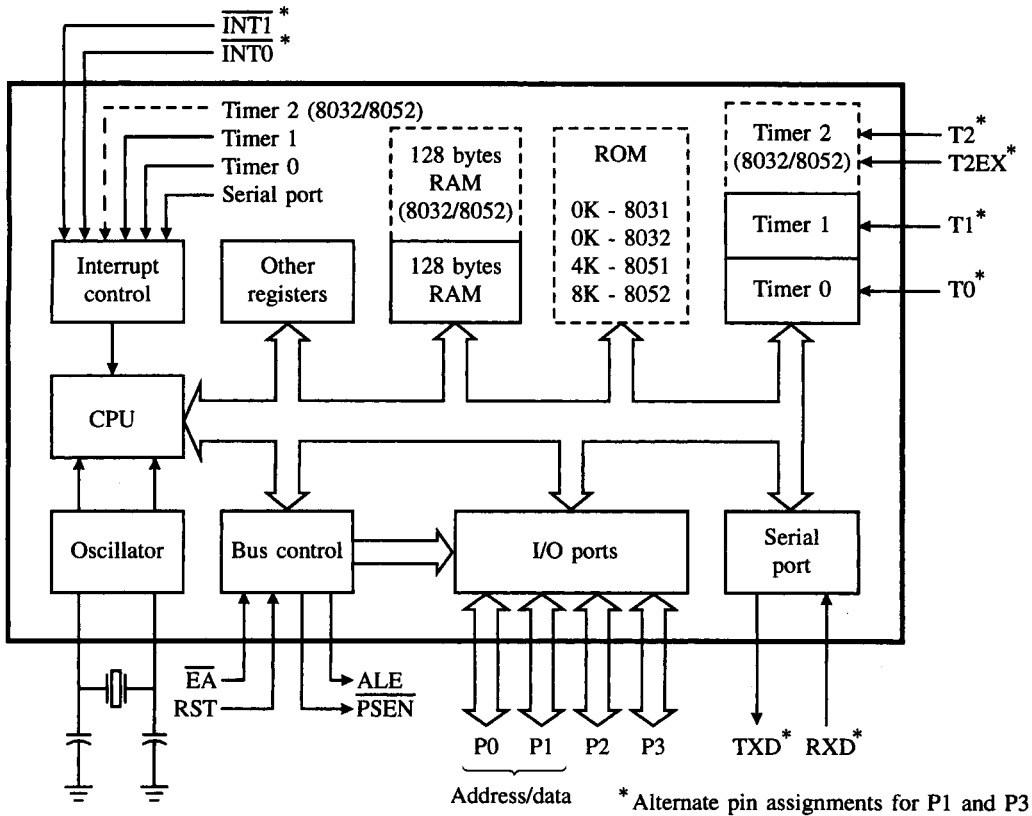 INT1*
INT0*
Timer 2 (8032/8052)
Timer 1
Timer 0
Serial port
128 bytes
RAM
(8032/8052)
128 bytes
RAM
ROM
0K - 8031
0K - 8032
4K - 8051
8K - 8052
Timer 2
(8032/8052)
Timer 1
Timer 0
T2*
T2EX*
T1*
T0*
Interrupt
control
Other
registers
CPU
Oscillator
Bus control
I/O ports
Serial
port
EA
RST
ALE
PSEN
P0 P1 P2 P3
TXD* RXD*
Address/data
*Alternate pin assignments for P1 and P3